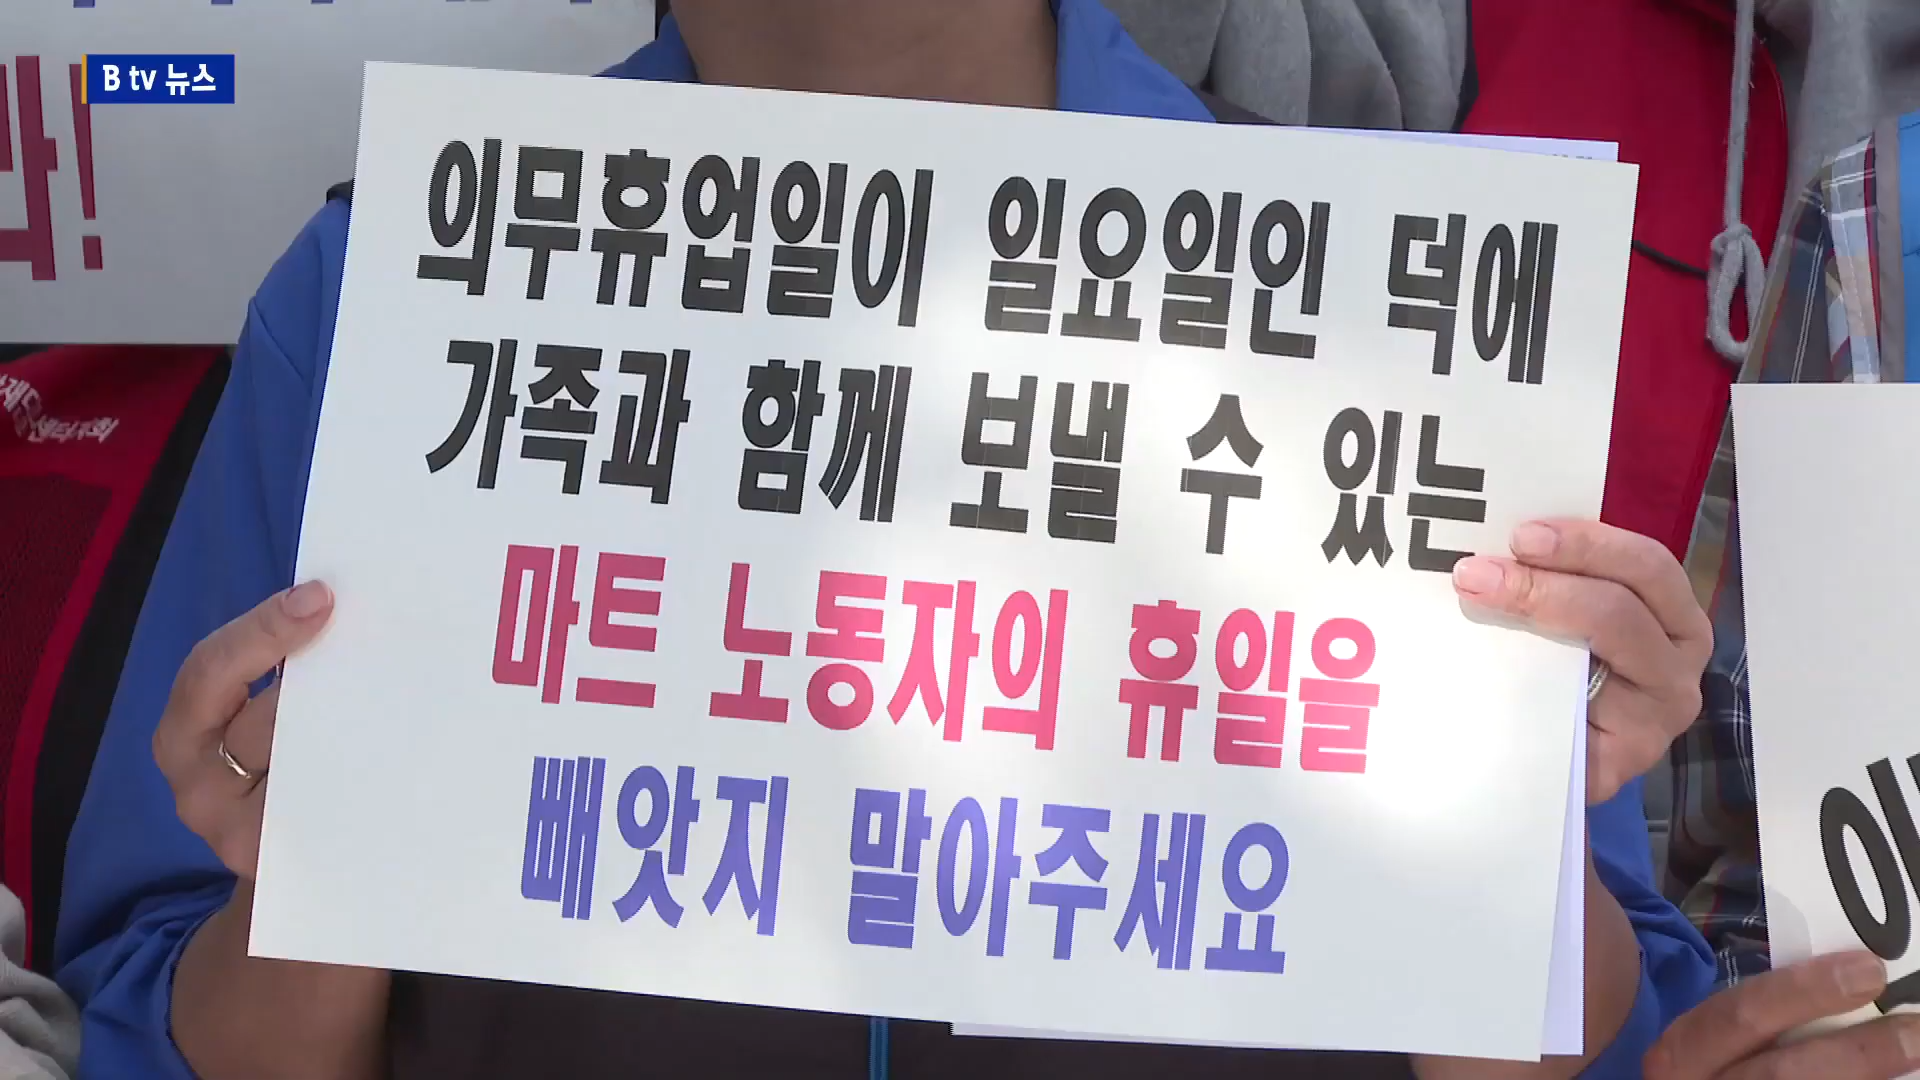 B tv 뉴스
의무휴업일이 일요일인 덕에
가족과 함께 보낼 수 있는
마트 노동자의 휴일을
빼앗지 말아주세요